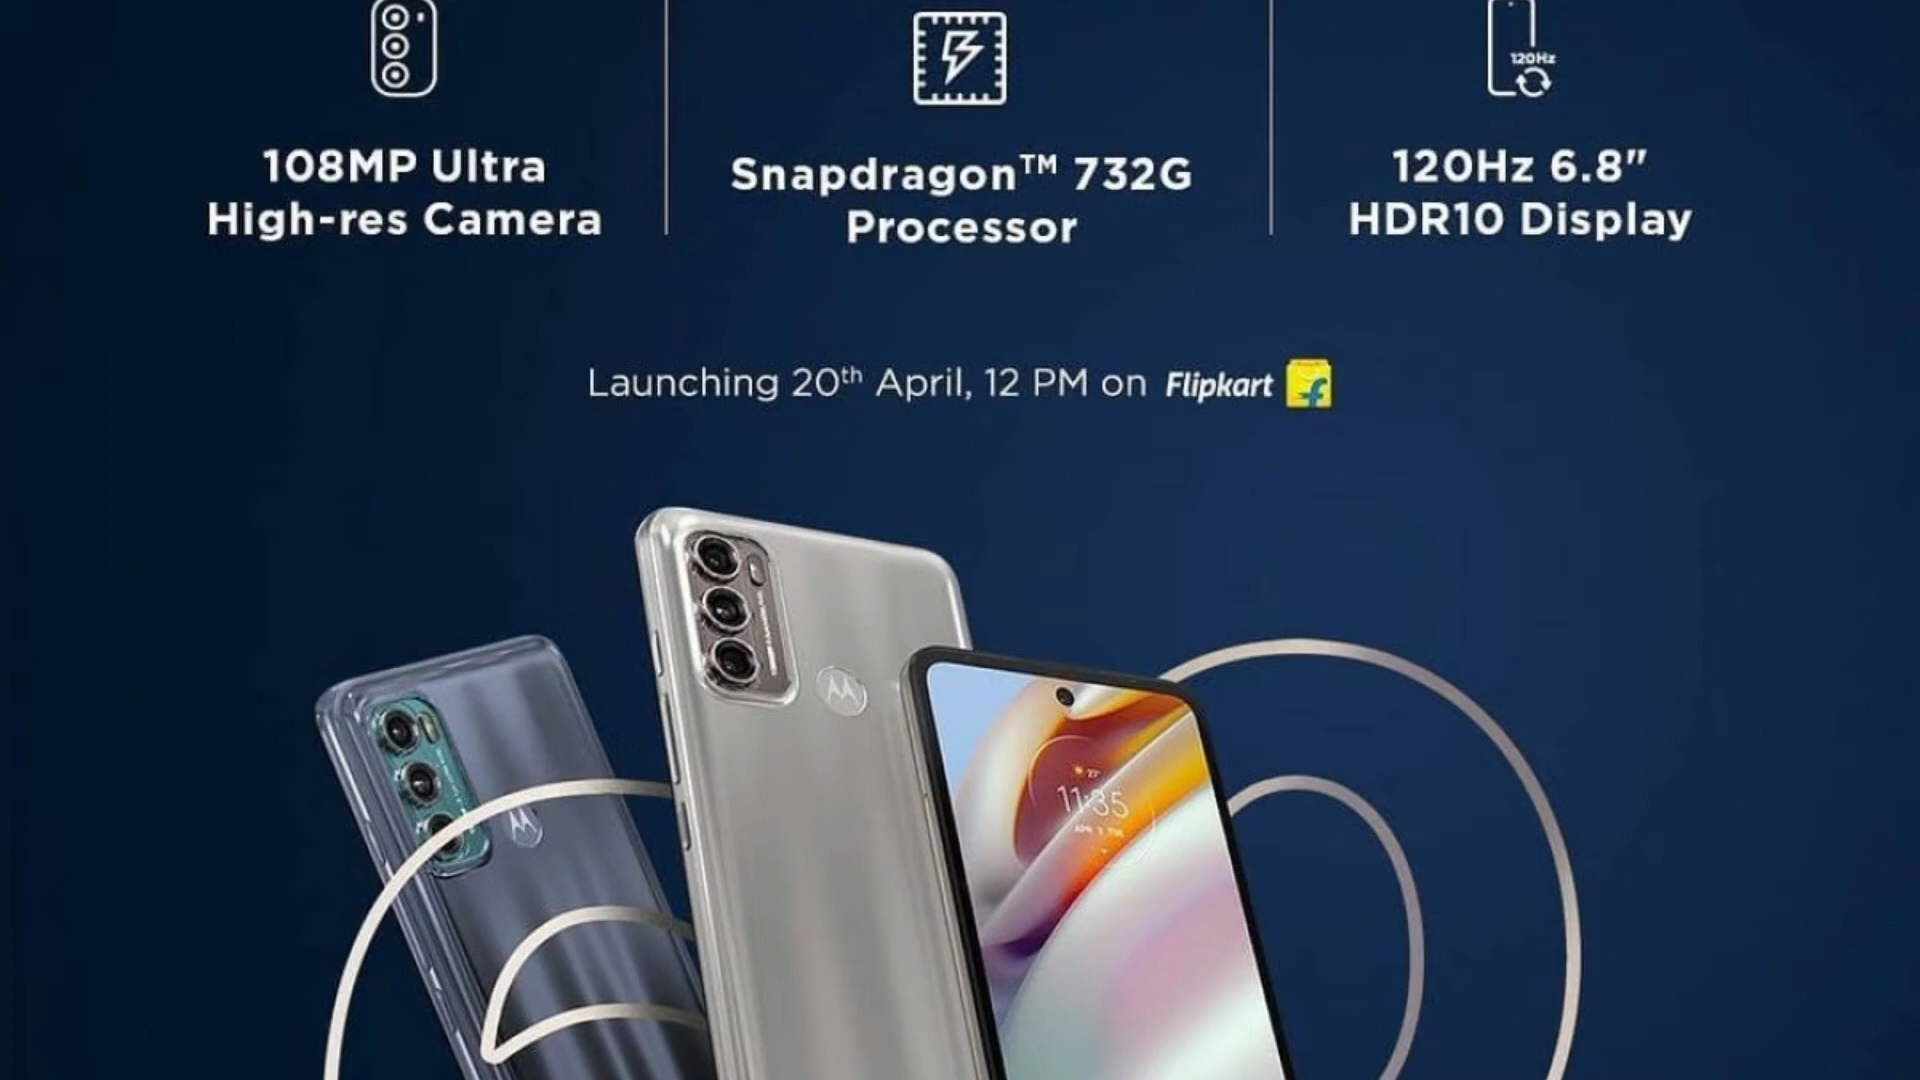 120Hz
108MP Ultra
High-res Camera
Snapdragon™ 732G
Processor
120Hz 6.8"
HDR10 Display
Launching 20th April, 12 PM on Flipkart
11:35